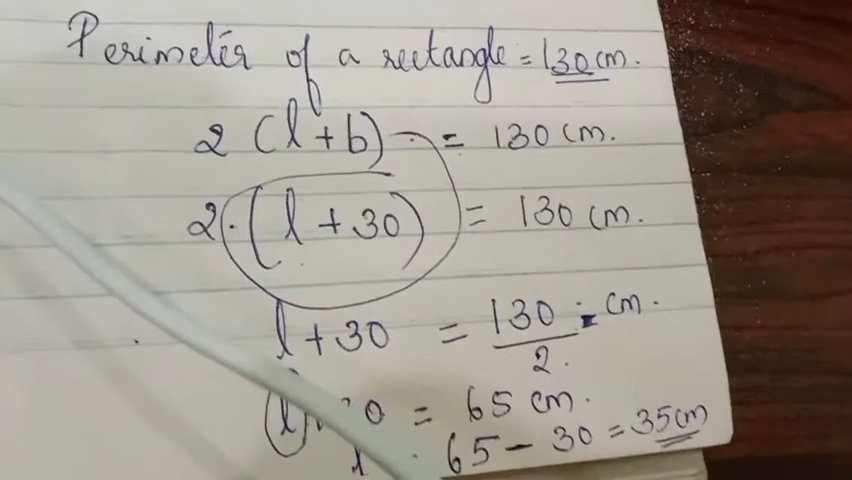 Perimeter of a rectangle = 130 cm.
2 (l + b) = 130 cm.
2 · (l + 30) = 130 cm.
l + 30 = 130/2 cm.
l 0 = 65 cm.
l 65 - 30 = 35 cm